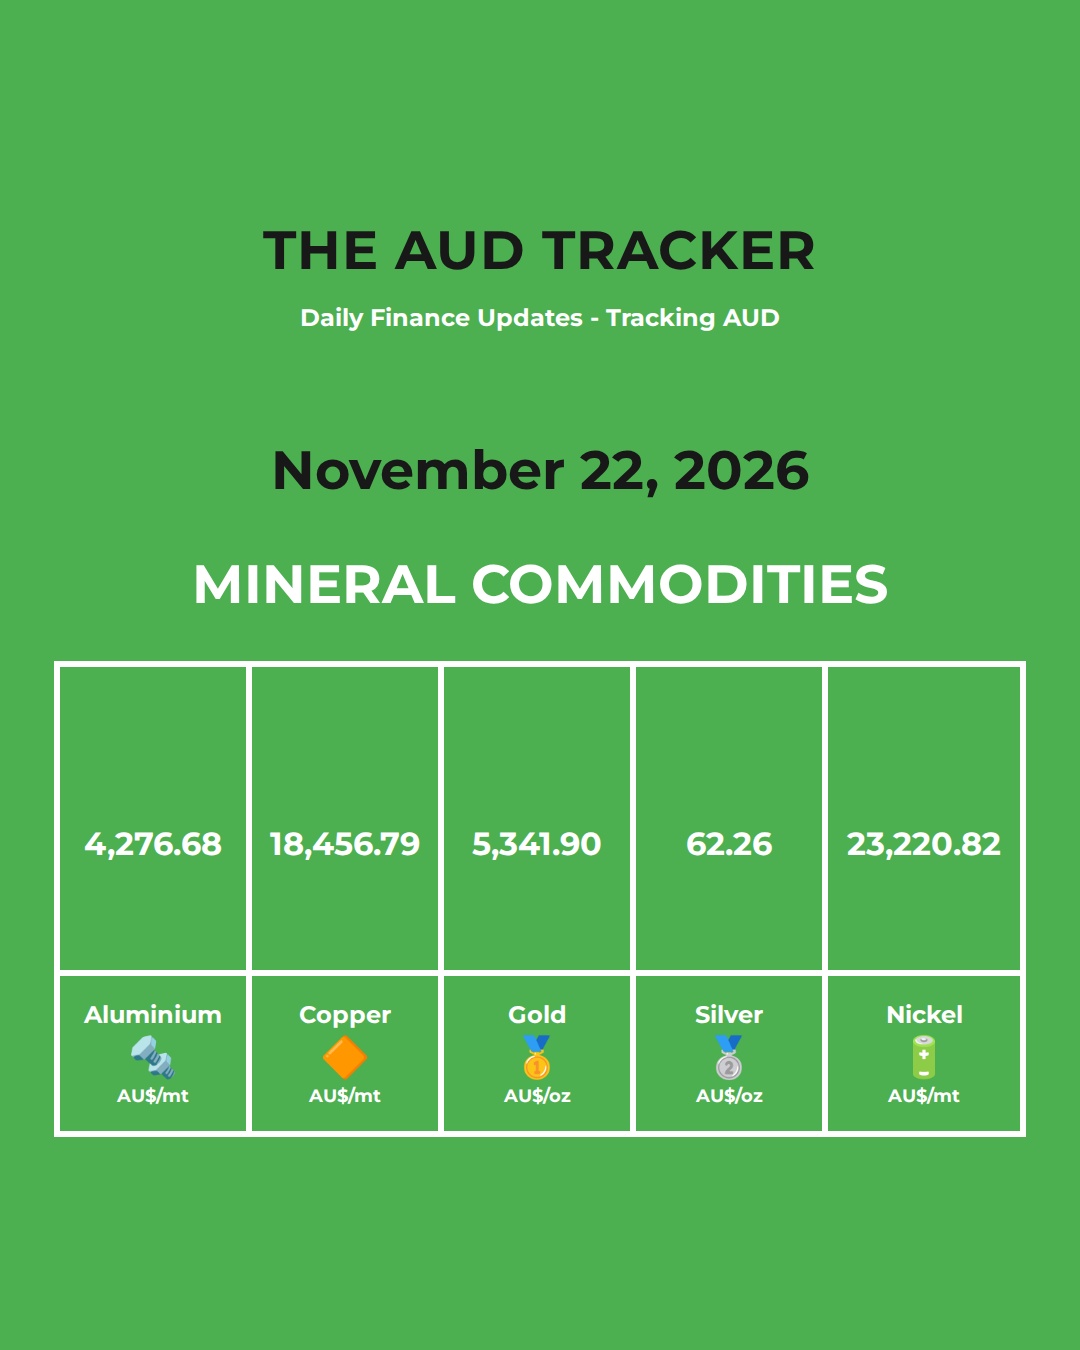 THE AUD TRACKER
Daily Finance Updates - Tracking AUD
November 22, 2026
MINERAL COMMODITIES
4,276.68 18,456.79 5,341.90 62.26 23,220.82
Aluminium Copper Gold Silver Nickel
AU$/mt AU$/mt AU$/oz AU$/oz AU$/mt